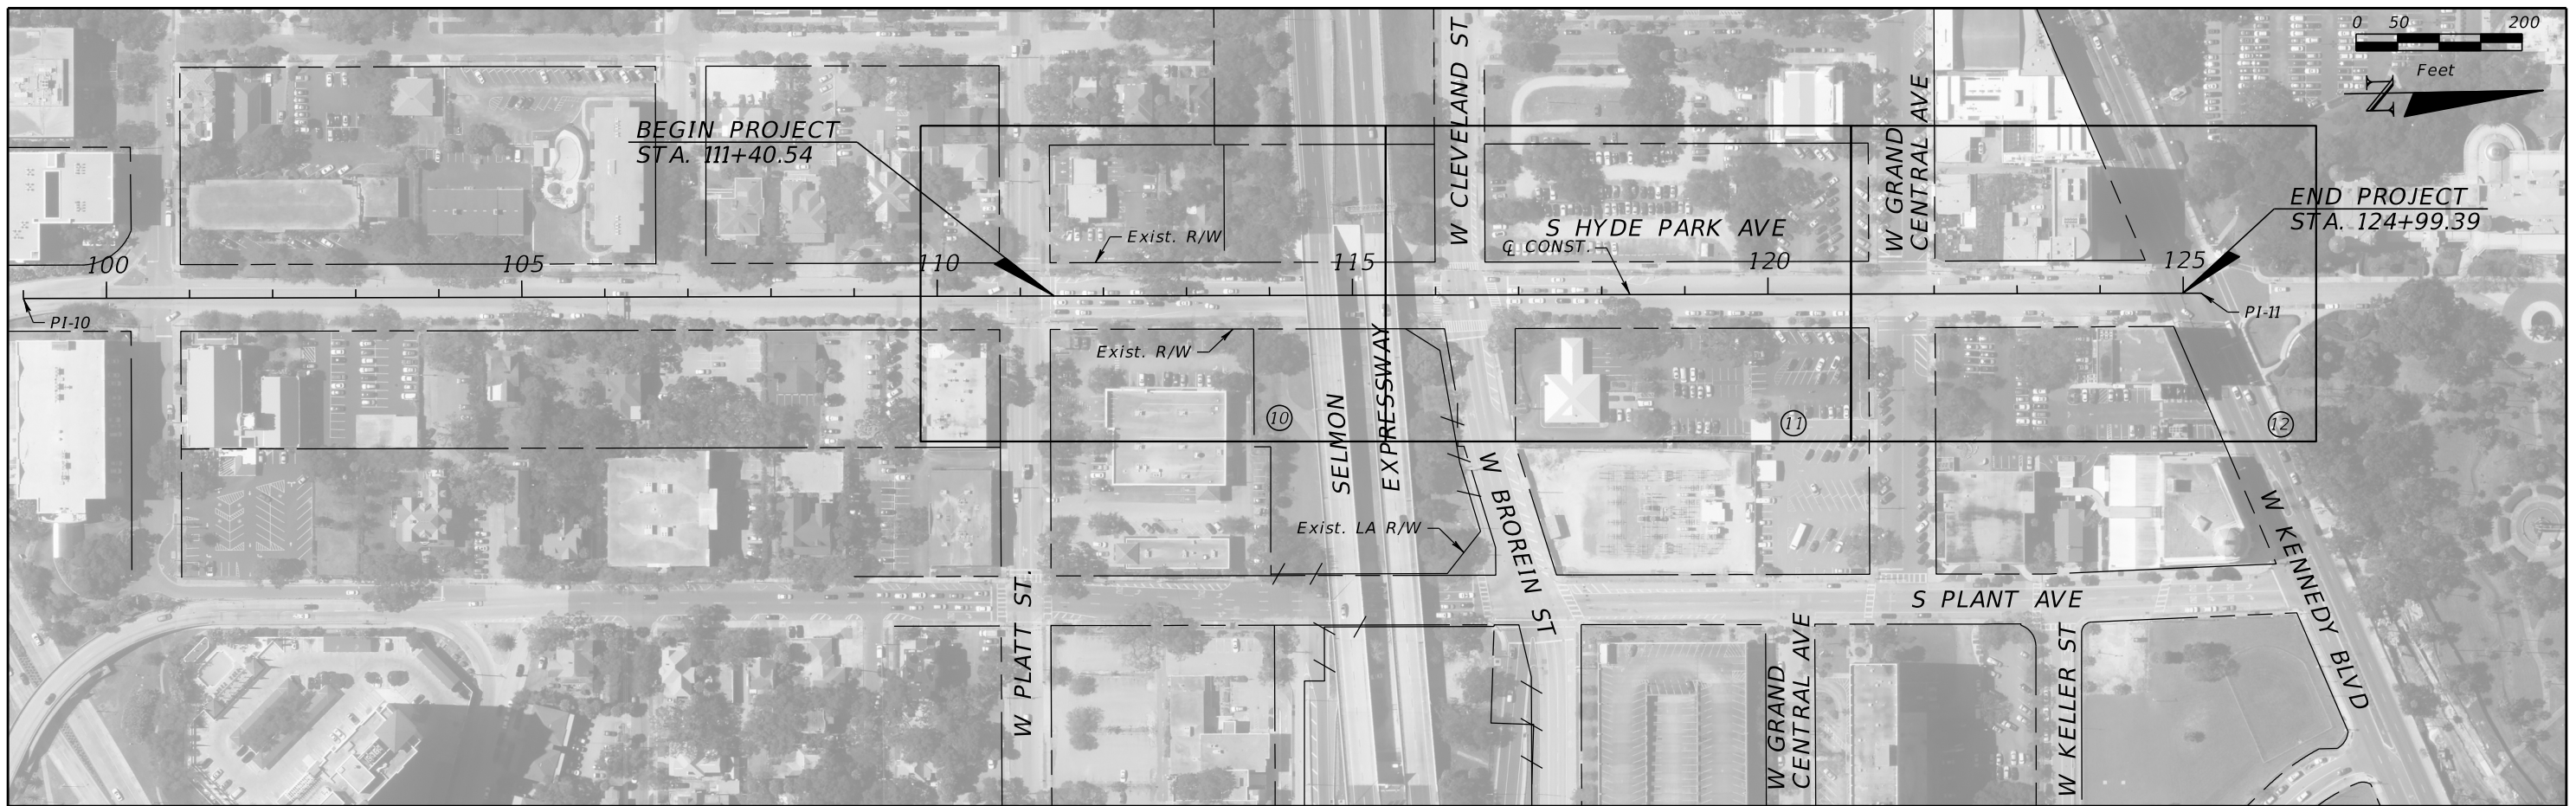 0 50 200
Feet
N
BEGIN PROJECT
STA. 111+40.54
W CLEVELAND ST
W GRAND
CENTRAL AVE
END PROJECT
STA. 124+99.39
Exist. R/W
S HYDE PARK AVE
℄ CONST.
100
105
110
115
120
125
PI-10
PI-11
Exist. R/W
SELMON
EXPRESSWAY
10
11
12
Exist. LA R/W
W BROREIN ST
W PLATT ST.
S PLANT AVE
W KENNEDY BLVD
W GRAND
CENTRAL AVE
W KELLER ST